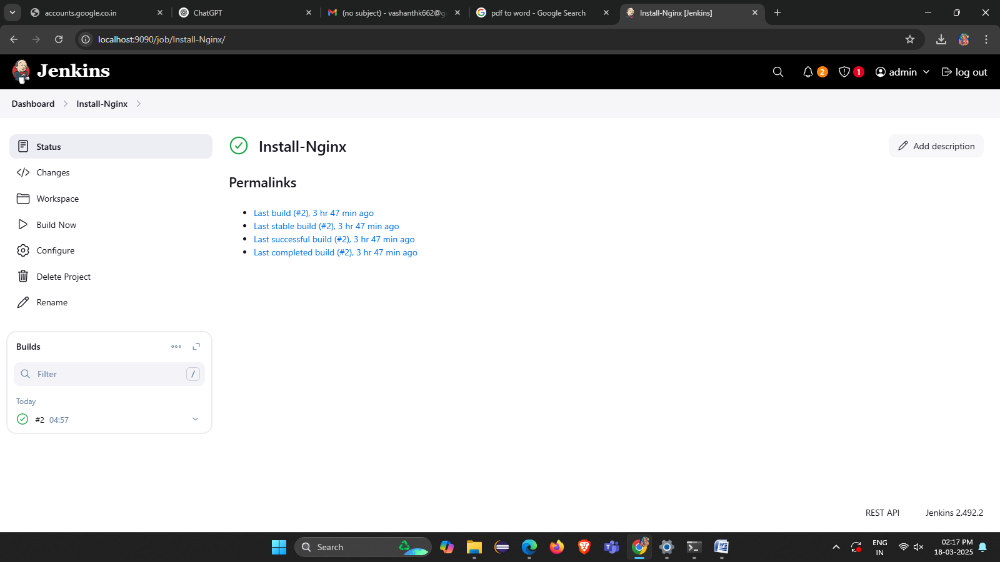 accounts.google.co.in
ChatGPT
(no subject) - vashanthk662@g
pdf to word - Google Search
Install-Nginx [Jenkins]
localhost:9090/job/Install-Nginx/
Jenkins
2
1
admin
log out
Dashboard
Install-Nginx
Status
Changes
Workspace
Build Now
Configure
Delete Project
Rename
Builds
Filter
/
Today
#2 04:57
Install-Nginx
Add description
Permalinks
Last build (#2), 3 hr 47 min ago
Last stable build (#2), 3 hr 47 min ago
Last successful build (#2), 3 hr 47 min ago
Last completed build (#2), 3 hr 47 min ago
REST API
Jenkins 2.492.2
Search
ENG
IN
02:17 PM
18-03-2025